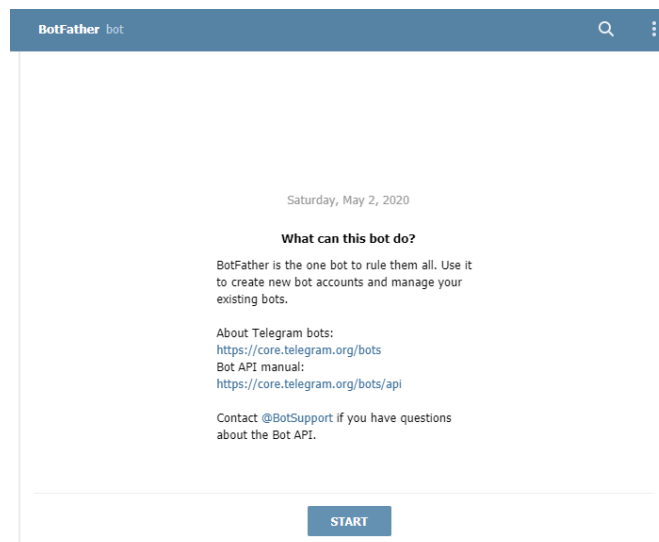 BotFather bot
Saturday, May 2, 2020
What can this bot do?
BotFather is the one bot to rule them all. Use it
to create new bot accounts and manage your
existing bots.
About Telegram bots:
https://core.telegram.org/bots
Bot API manual:
https://core.telegram.org/bots/api
Contact @BotSupport if you have questions
about the Bot API.
START